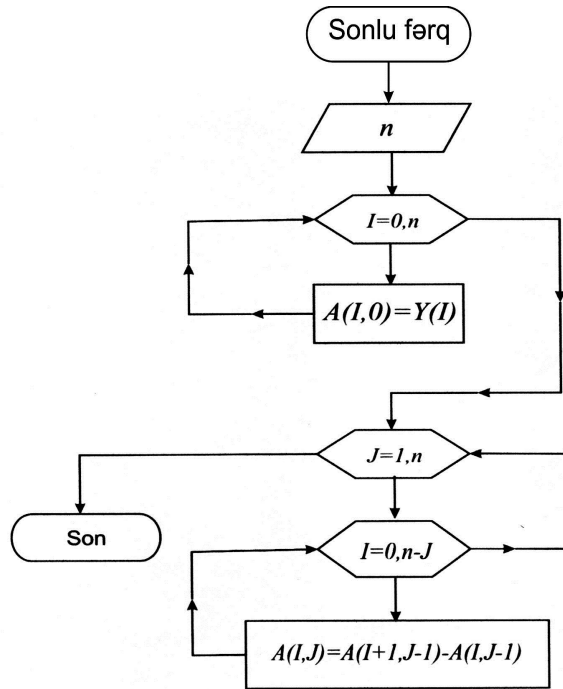 Sonlu fərq
n
I=0,n
A(I,0)=Y(I)
J=1,n
Son
I=0,n-J
A(I,J)=A(I+1,J-1)-A(I,J-1)